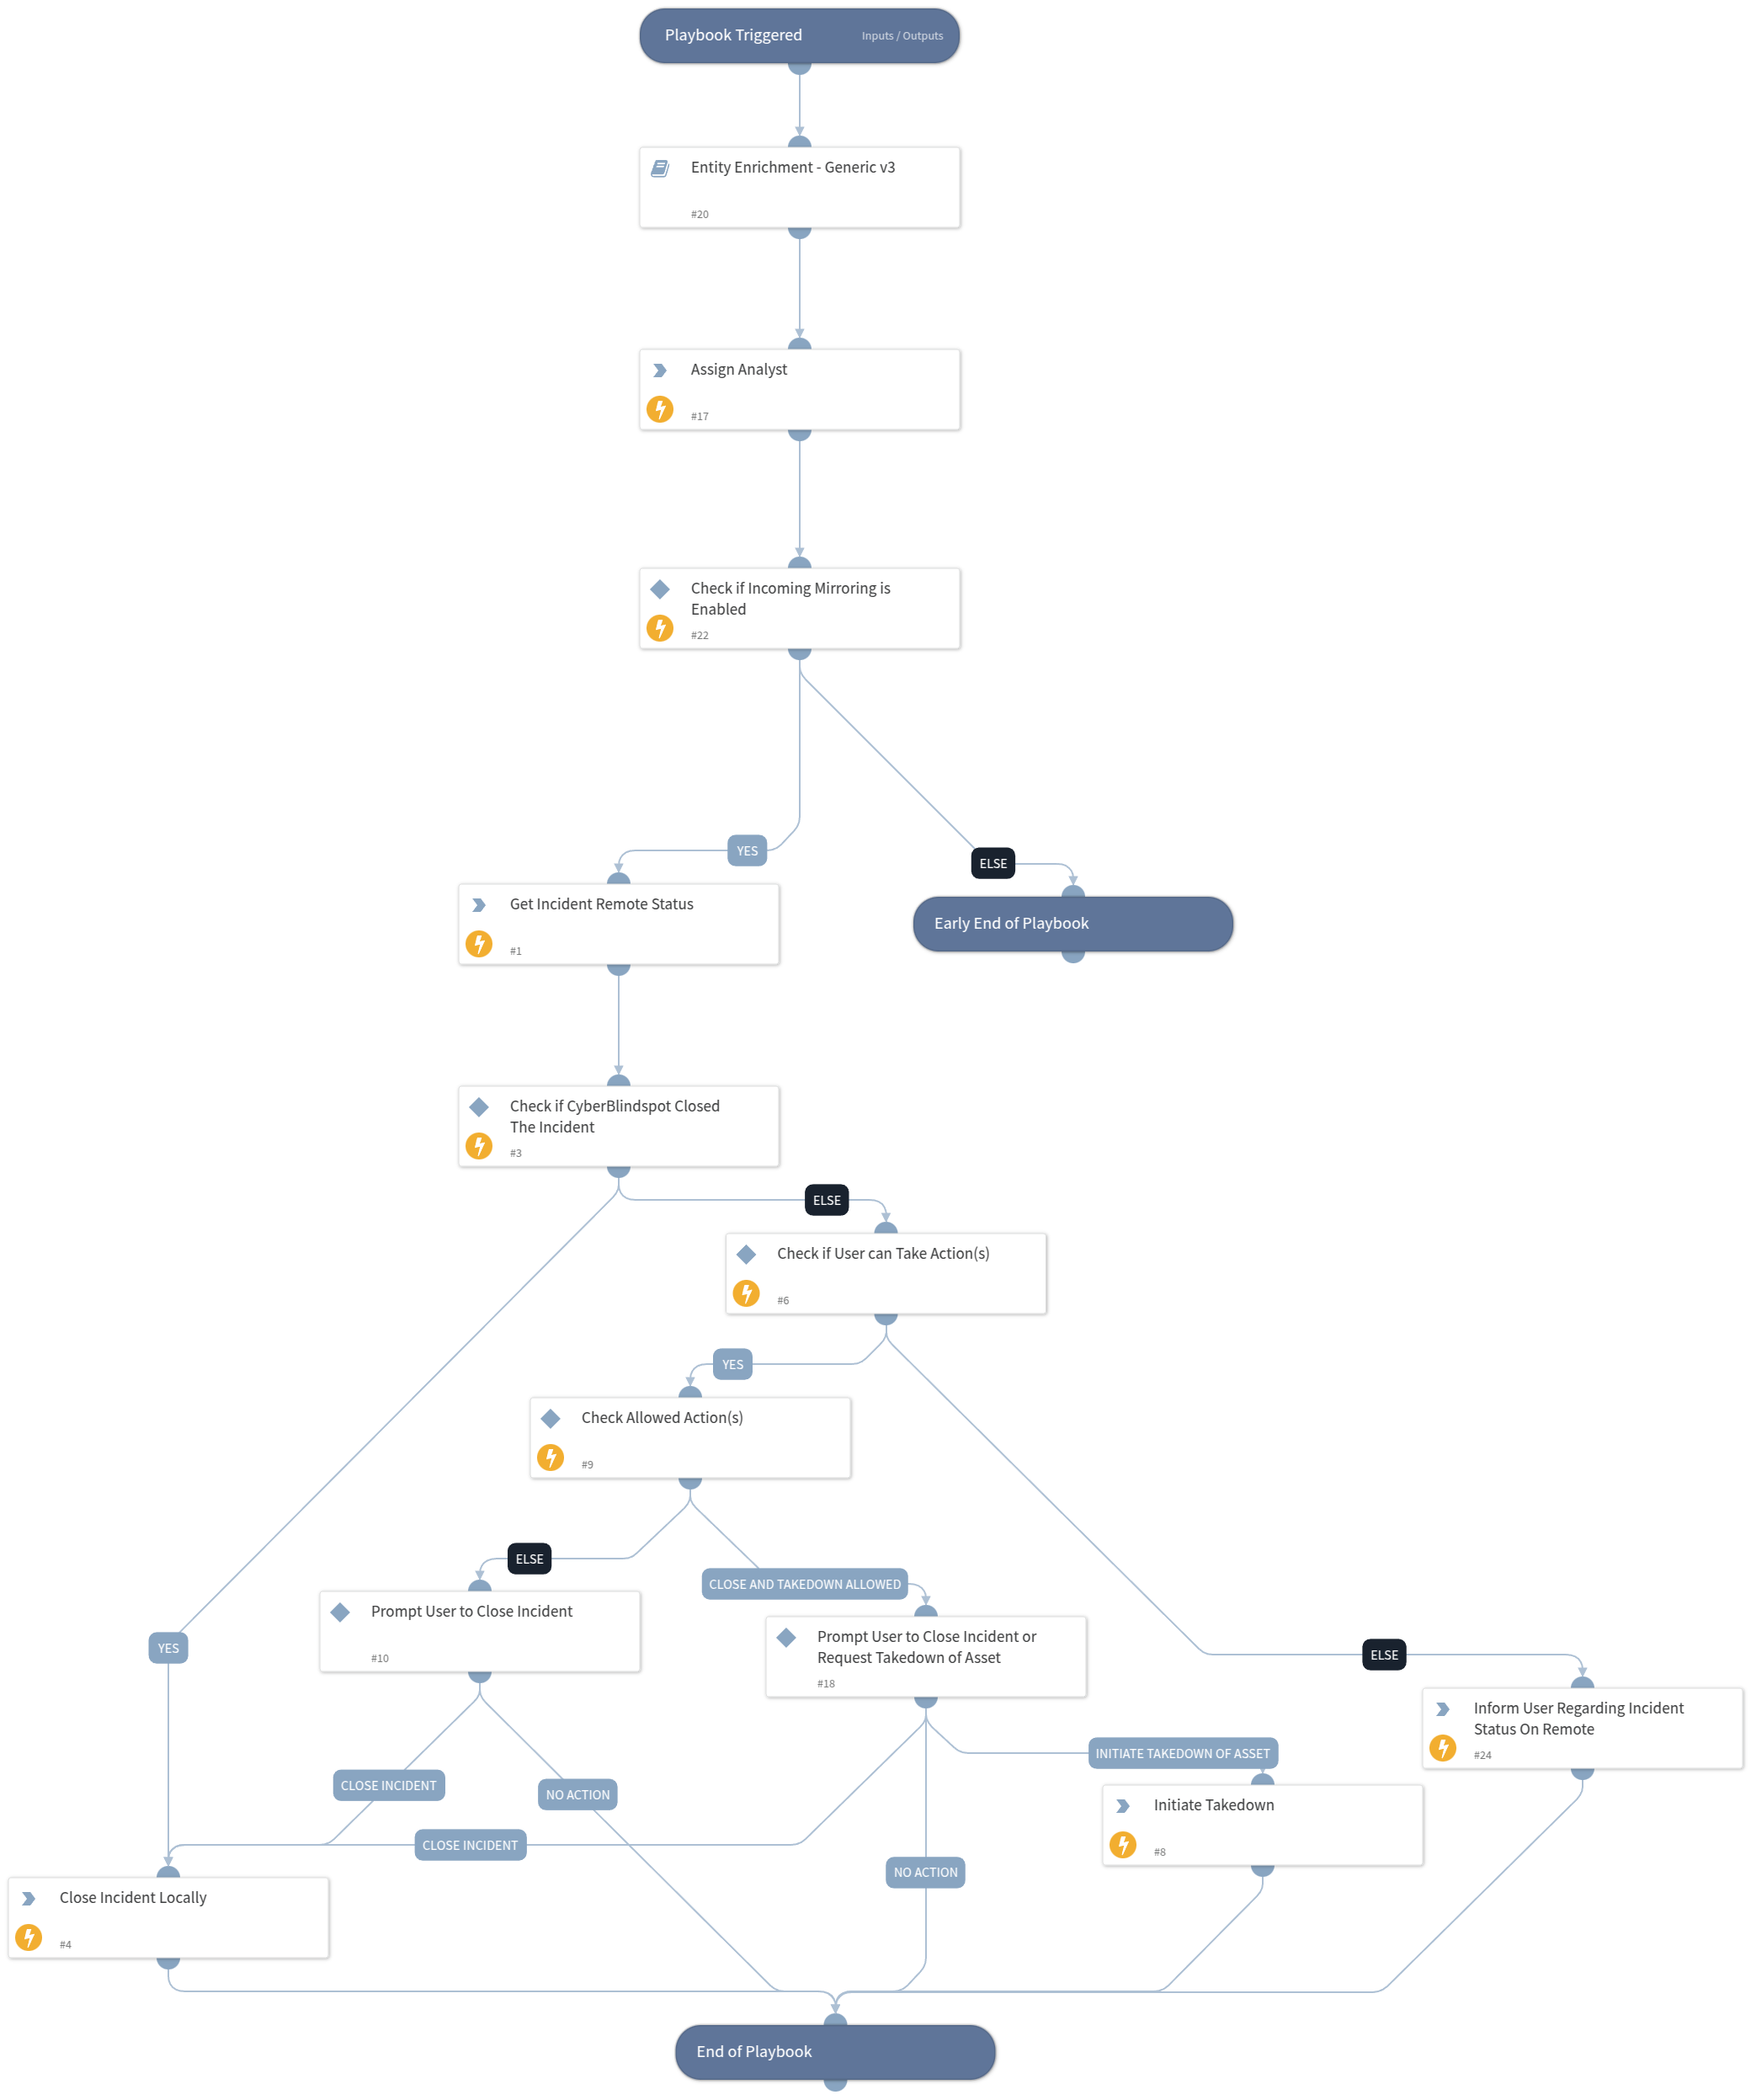 Playbook Triggered
Inputs / Outputs
Entity Enrichment - Generic v3
#20
Assign Analyst
#17
Check if Incoming Mirroring is
Enabled
#22
YES
ELSE
Get Incident Remote Status
#1
Early End of Playbook
Check if CyberBlindspot Closed
The Incident
#3
ELSE
Check if User can Take Action(s)
#6
YES
Check Allowed Action(s)
#9
ELSE
CLOSE AND TAKEDOWN ALLOWED
Prompt User to Close Incident
#10
YES
Prompt User to Close Incident or
Request Takedown of Asset
#18
ELSE
Inform User Regarding Incident
Status On Remote
#24
INITIATE TAKEDOWN OF ASSET
CLOSE INCIDENT
NO ACTION
Initiate Takedown
#8
CLOSE INCIDENT
NO ACTION
Close Incident Locally
#4
End of Playbook